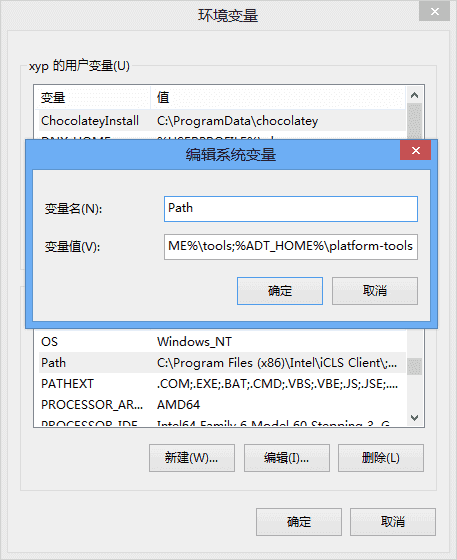 环境变量
xyp 的用户变量(U)
变量 值
ChocolateyInstall C:\ProgramData\chocolatey
编辑系统变量
变量名(N): Path
变量值(V): ME%\tools;%ADT_HOME%\platform-tools
确定 取消
OS Windows_NT
Path C:\Program Files (x86)\Intel\iCLS Client\;...
PATHEXT .COM;.EXE;.BAT;.CMD;.VBS;.VBE;.JS;.JSE;....
PROCESSOR_AR... AMD64
PROCESSOR_IDE Intel64 Family 6 Model 60 Stepping 3, G
新建(W)... 编辑(I)... 删除(L)
确定 取消